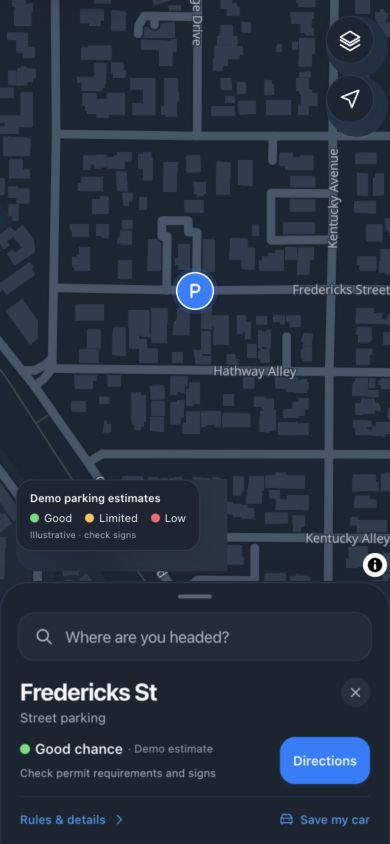 ge Drive
Kentucky Avenue
P
Fredericks Street
Hathway Alley
Demo parking estimates
Good Limited Low
Illustrative · check signs
Kentucky Alley
Where are you headed?
Fredericks St
Street parking
Good chance · Demo estimate
Check permit requirements and signs
Directions
Rules & details
Save my car